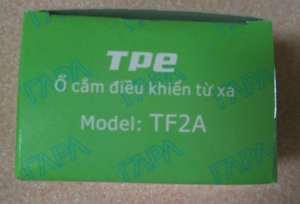 TPE
Ổ cắm điều khiển từ xa
Model: TF2A